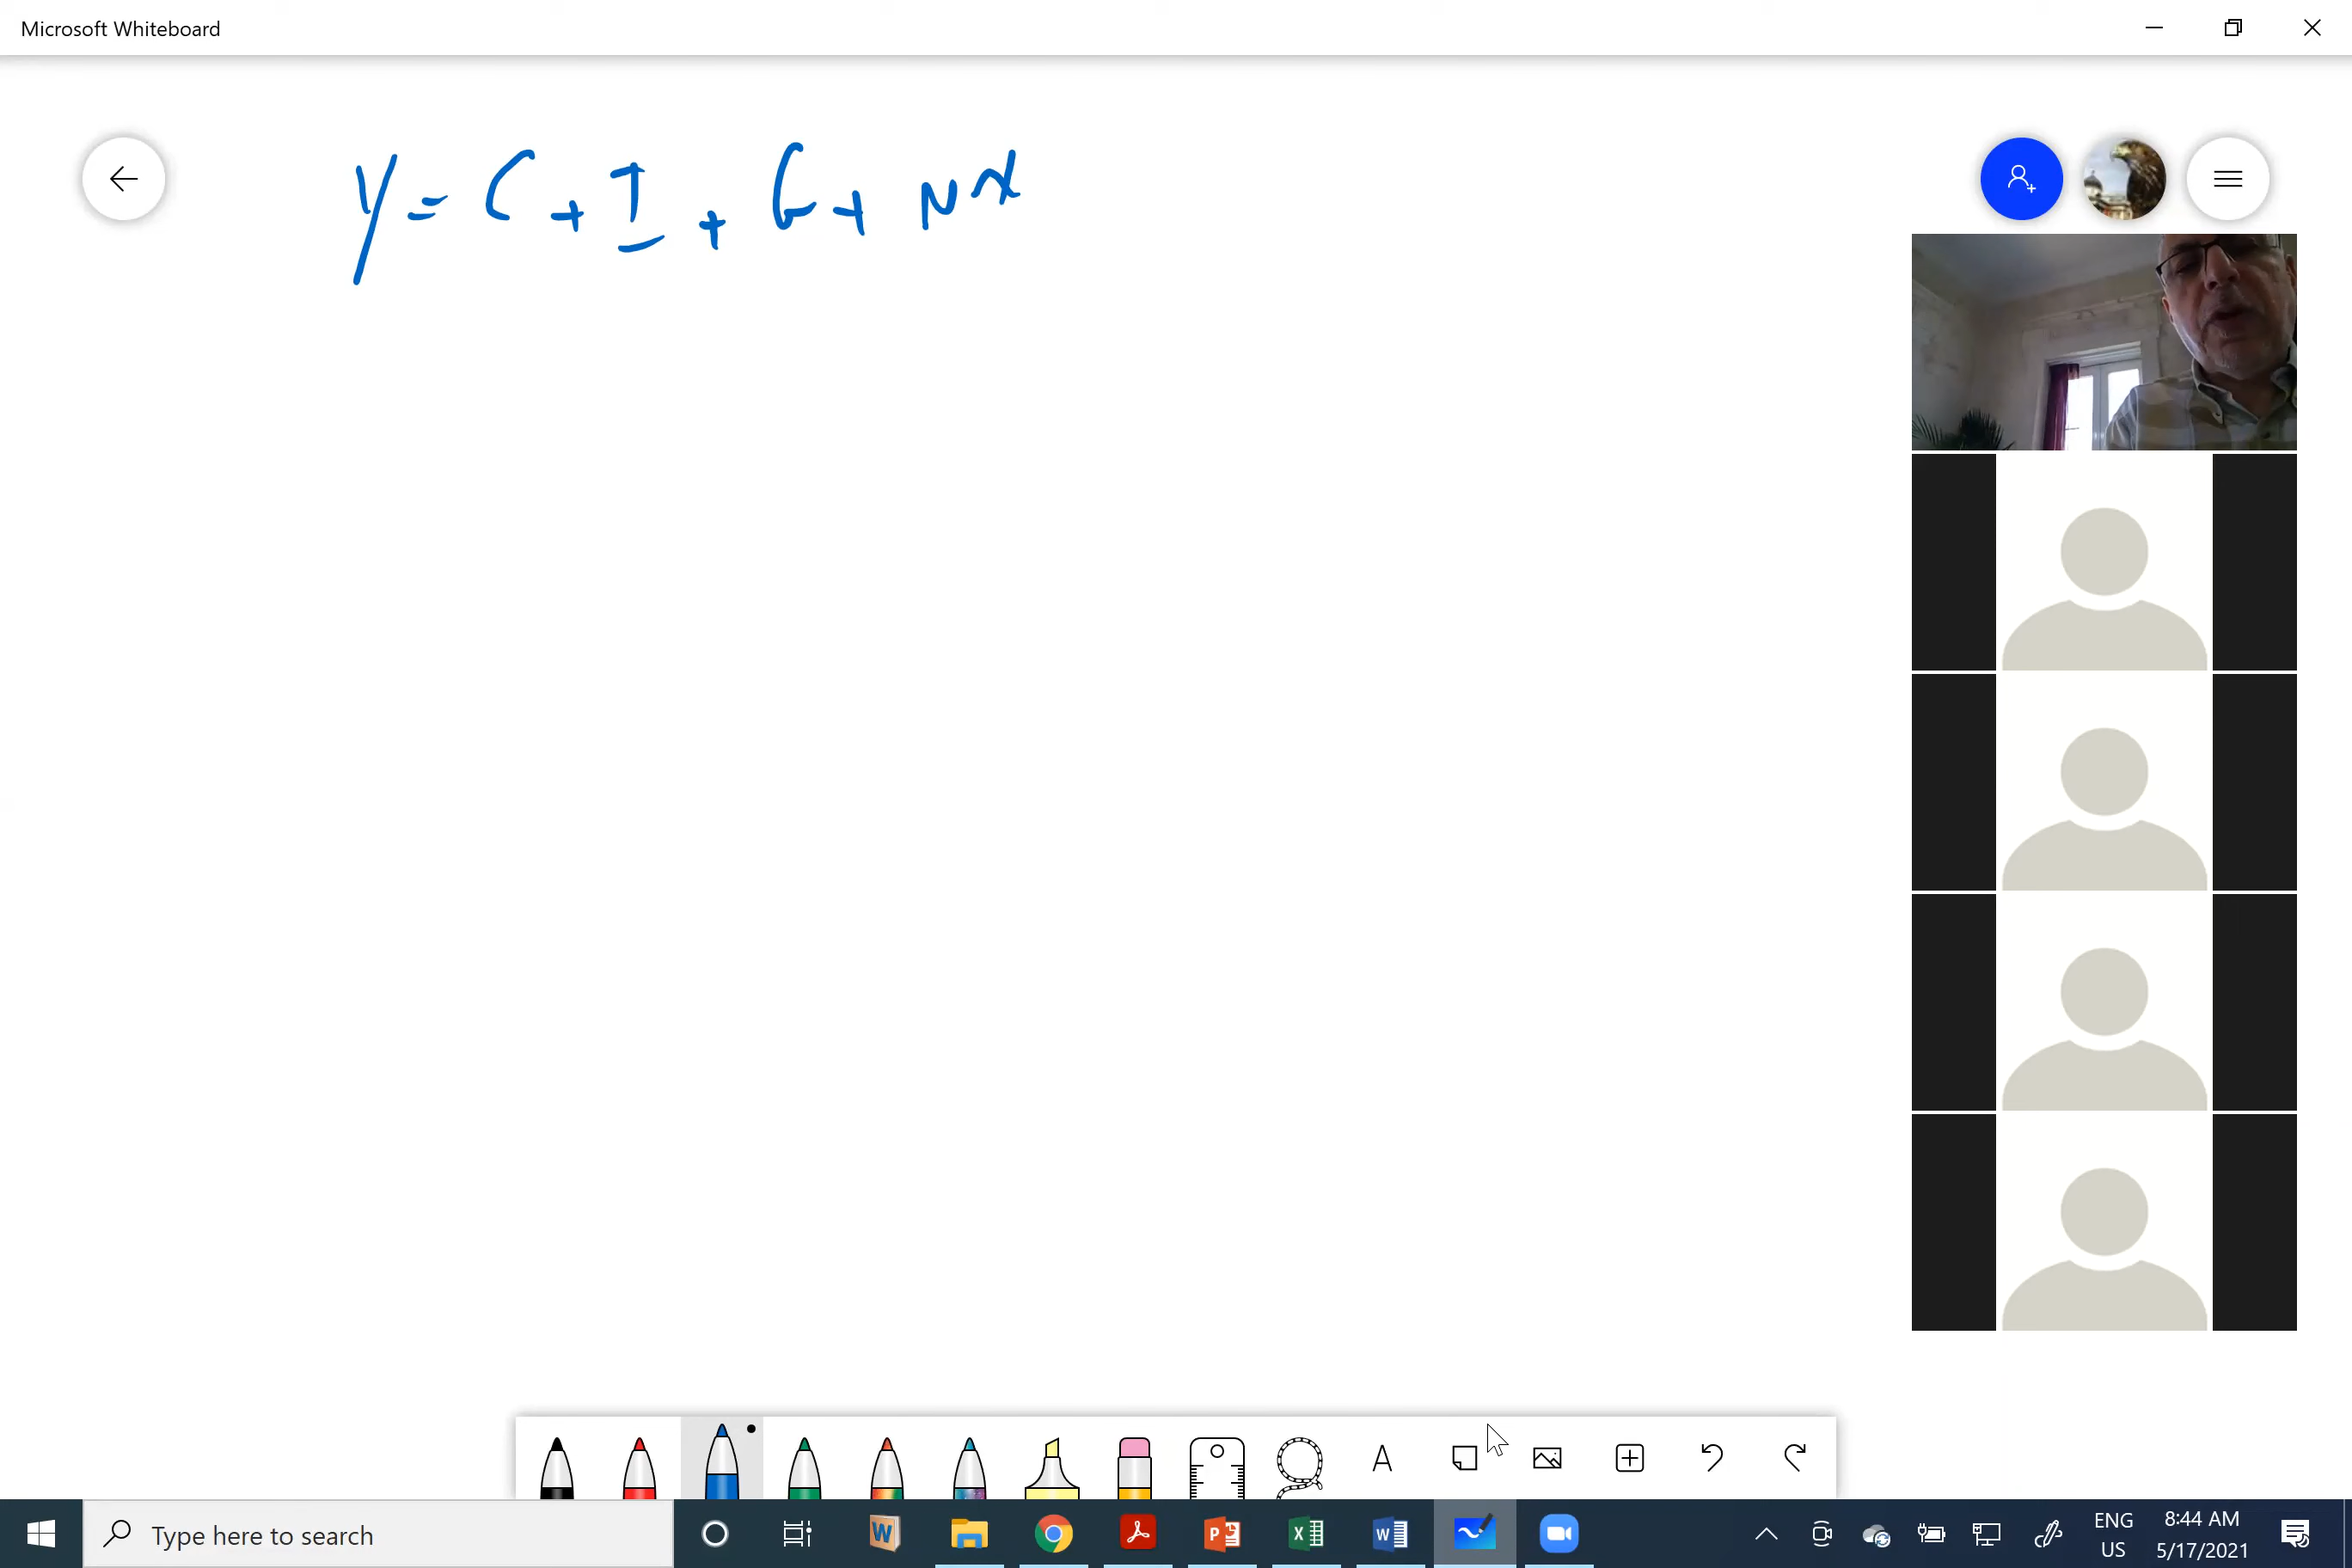 Microsoft Whiteboard
Y = C + I + G + NX
A
Type here to search
ENG
US
8:44 AM
5/17/2021